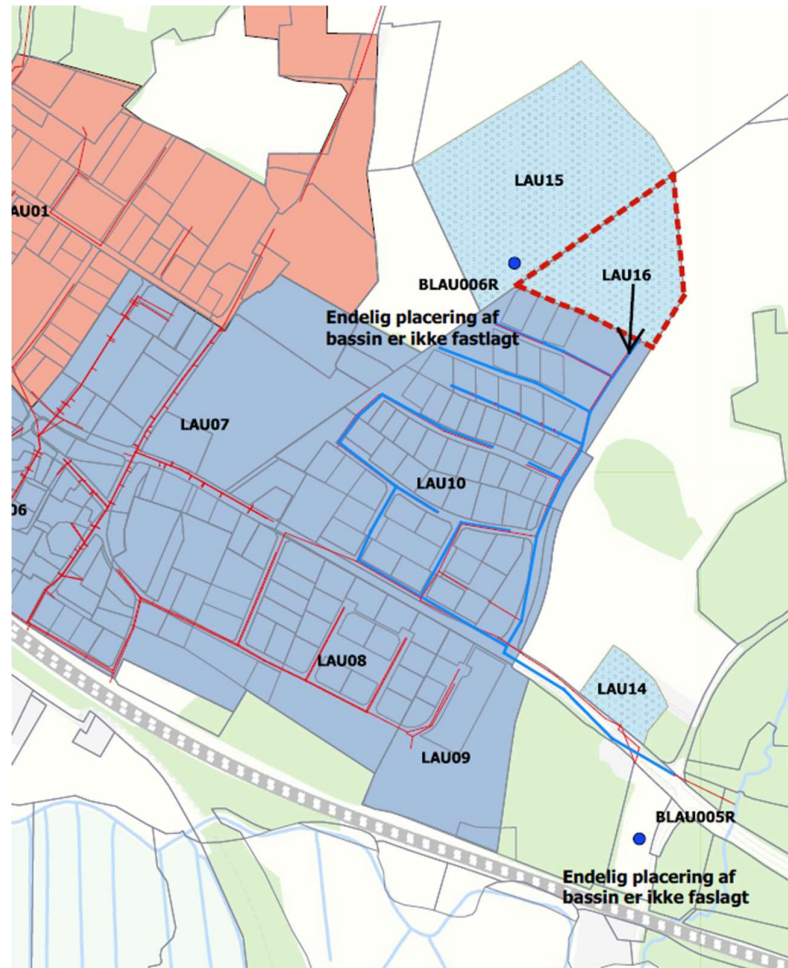 LAU15
AU01
LAU16
BLAU006R
Endelig placering af
bassin er ikke fastlagt
LAU07
LAU10
06
LAU08
LAU14
LAU09
BLAU005R
Endelig placering af
bassin er ikke faslagt